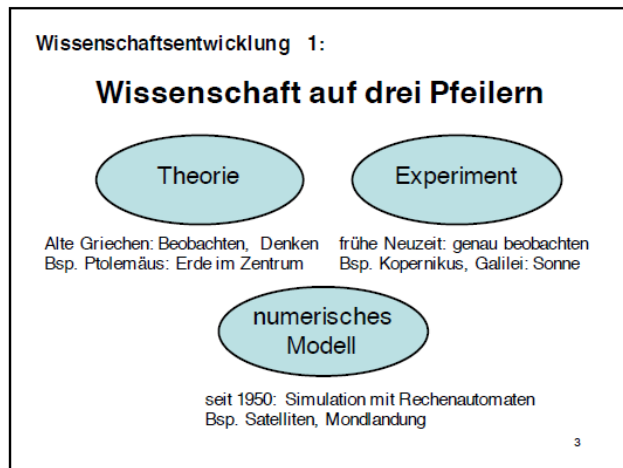 Wissenschaftsentwicklung 1:
Wissenschaft auf drei Pfeilern
Theorie
Experiment
Alte Griechen: Beobachten, Denken
Bsp. Ptolemäus: Erde im Zentrum
frühe Neuzeit: genau beobachten
Bsp. Kopernikus, Galilei: Sonne
numerisches
Modell
seit 1950: Simulation mit Rechenautomaten
Bsp. Satelliten, Mondlandung
3